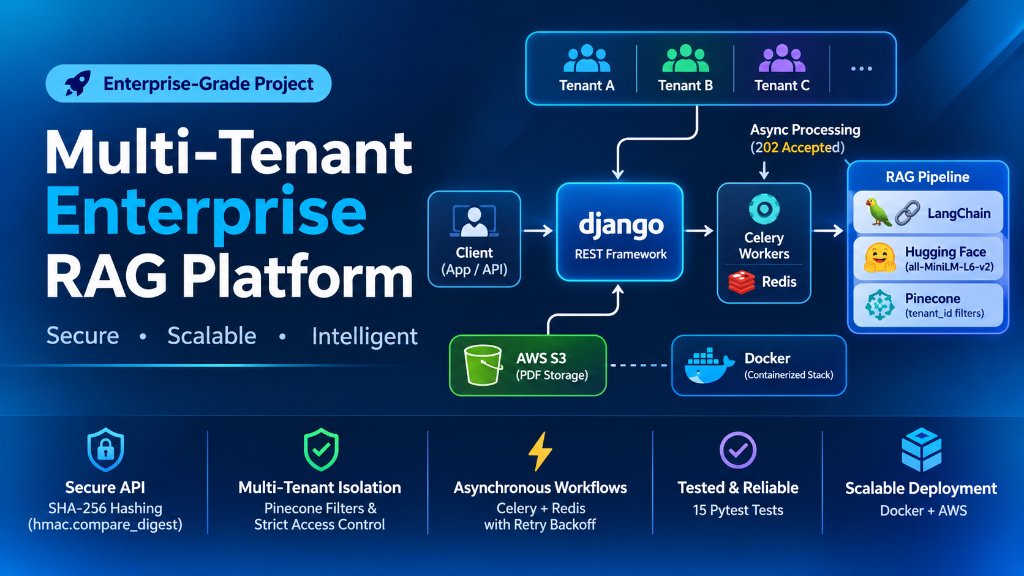 Enterprise-Grade Project
Multi-Tenant
Enterprise
RAG Platform
Secure • Scalable • Intelligent
Tenant A
Tenant B
Tenant C
...
Async Processing
(202 Accepted)
Client
(App / API)
django
REST Framework
Celery
Workers
Redis
RAG Pipeline
LangChain
Hugging Face
(all-MiniLM-L6-v2)
Pinecone
(tenant_id filters)
AWS S3
(PDF Storage)
Docker
(Containerized Stack)
Secure API
SHA-256 Hashing
(hmac.compare_digest)
Multi-Tenant Isolation
Pinecone Filters &
Strict Access Control
Asynchronous Workflows
Celery + Redis
with Retry Backoff
Tested & Reliable
15 Pytest Tests
Scalable Deployment
Docker + AWS